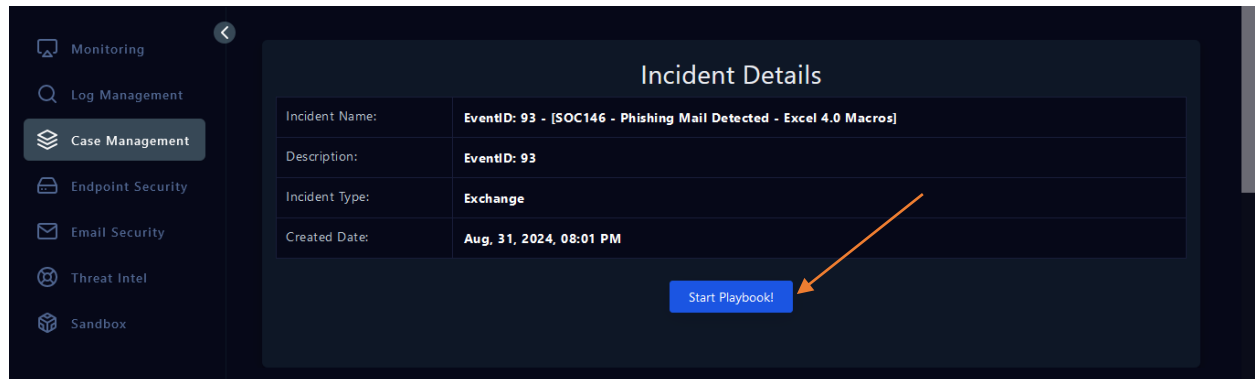 Monitoring
Log Management
Case Management
Endpoint Security
Email Security
Threat Intel
Sandbox
Incident Details
Incident Name: EventID: 93 - [SOC146 - Phishing Mail Detected - Excel 4.0 Macros]
Description: EventID: 93
Incident Type: Exchange
Created Date: Aug, 31, 2024, 08:01 PM
Start Playbook!